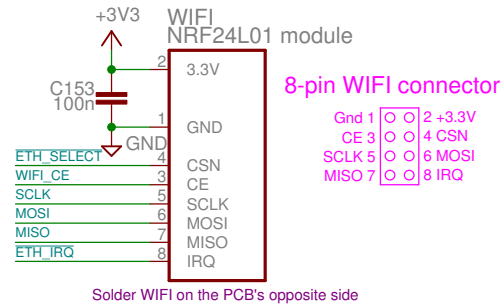 +3V3
WIFI
NRF24L01 module
2
3.3V
C153
100n
1
GND
GND
ETH_SELECT
4
CSN
WIFI_CE
3
CE
SCLK
5
SCLK
MOSI
6
MOSI
MISO
7
MISO
ETH_IRQ
8
IRQ
8-pin WIFI connector
Gnd 1 2 +3.3V
CE 3 4 CSN
SCLK 5 6 MOSI
MISO 7 8 IRQ
Solder WIFI on the PCB's opposite side